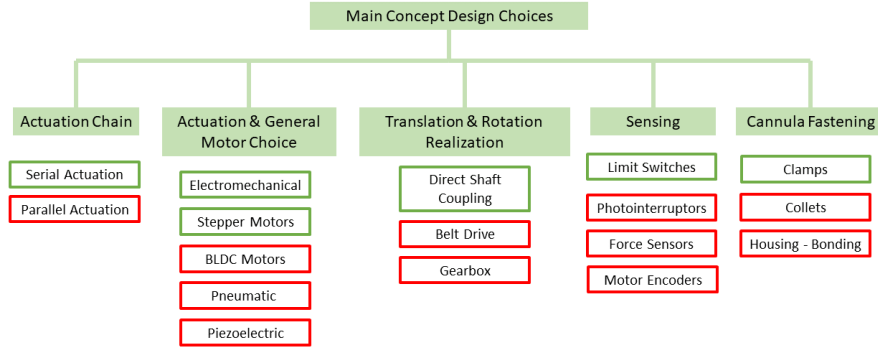 Main Concept Design Choices
Actuation Chain
Serial Actuation
Parallel Actuation
Actuation & General
Motor Choice
Electromechanical
Stepper Motors
BLDC Motors
Pneumatic
Piezoelectric
Translation & Rotation
Realization
Direct Shaft
Coupling
Belt Drive
Gearbox
Sensing
Limit Switches
Photointerruptors
Force Sensors
Motor Encoders
Cannula Fastening
Clamps
Collets
Housing - Bonding